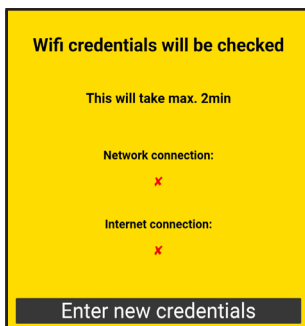 Wifi credentials will be checked
This will take max. 2min
Network connection:
✘
Internet connection:
✘
Enter new credentials